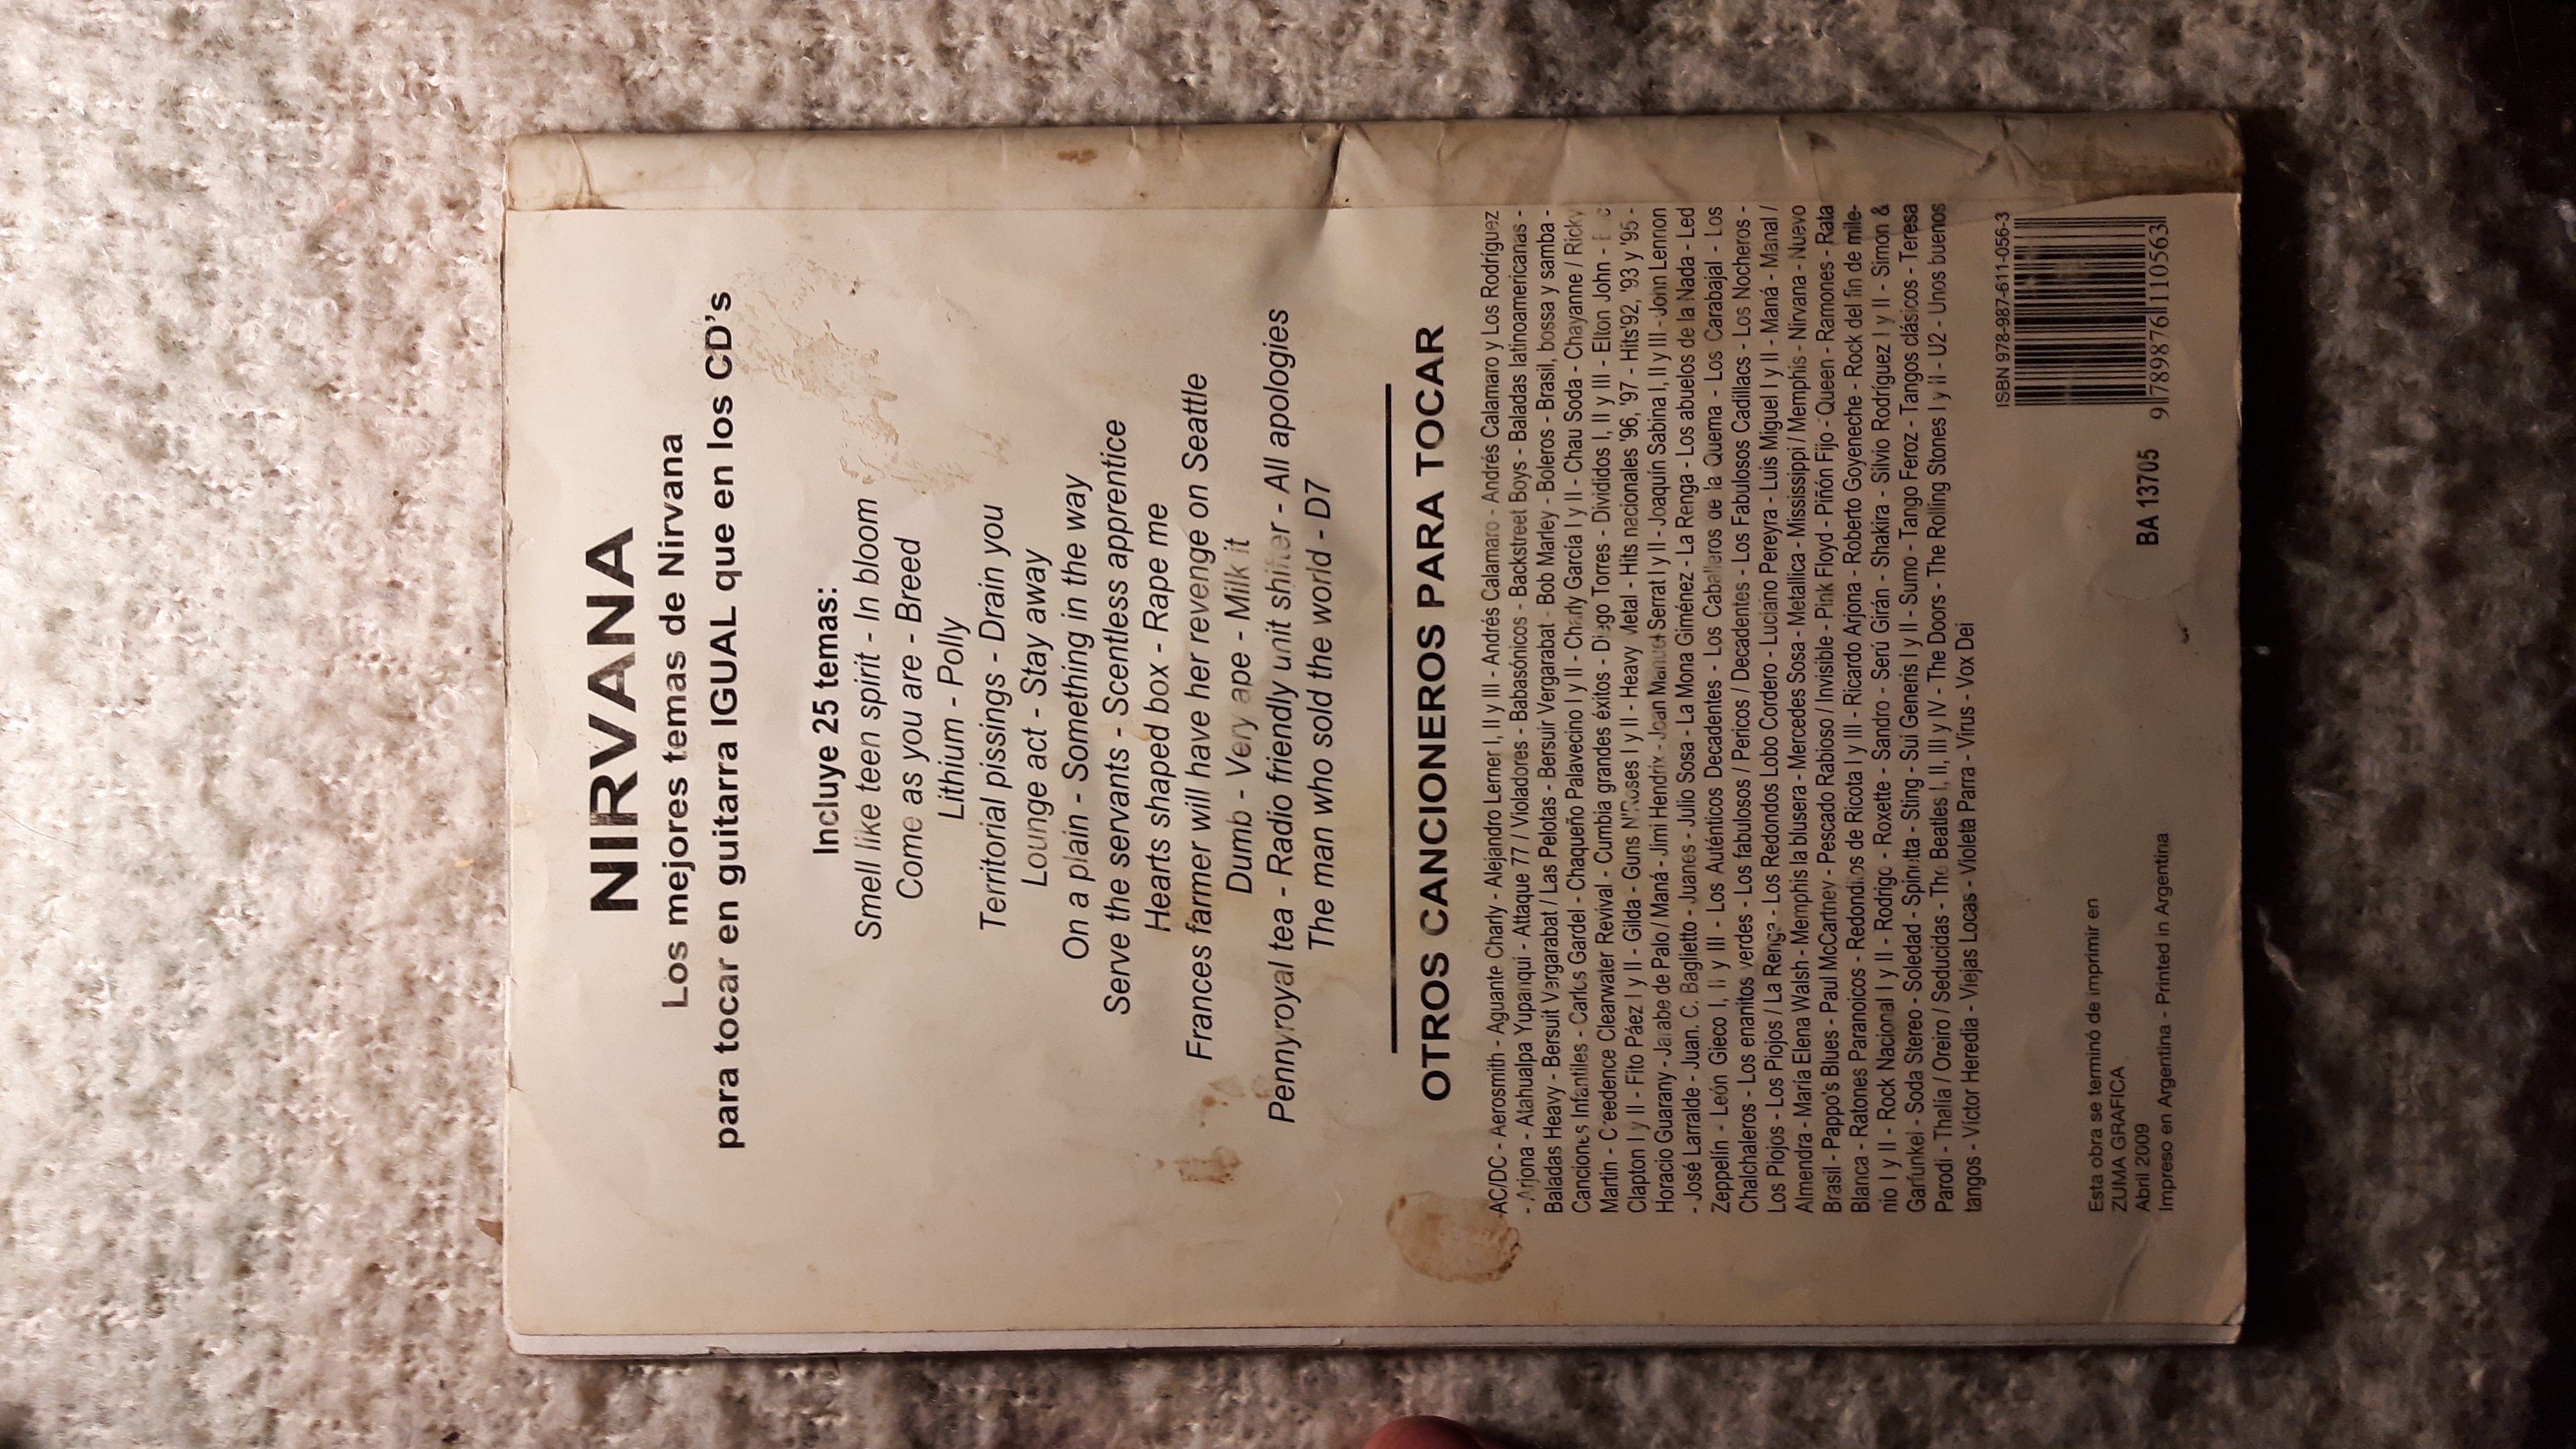 NIRVANA
Los mejores temas de Nirvana
para tocar en guitarra IGUAL que en los CD's
Incluye 25 temas:
Smell like teen spirit - In bloom
Come as you are - Breed
Lithium - Polly
Territorial pissings - Drain you
Lounge act - Stay away
On a plain - Something in the way
Serve the servants - Scentless apprentice
Hearts shaped box - Rape me
Frances farmer will have her revenge on Seattle
Dumb - Very ape - Milk it
Pennyroyal tea - Radio friendly unit shifter - All apologies
The man who sold the world - D7
OTROS CANCIONEROS PARA TOCAR
AC/DC - Aerosmith - Aguante Charly - Alejandro Lerner I, II y III - Andrés Calamaro - Andrés Calamaro y Los Rodríguez
- Arjona - Atahualpa Yupanqui - Attaque 77 / Violadores - Babasónicos - Backstreet Boys - Baladas latinoamericanas -
Baladas Heavy - Bersuit Vergarabat / Las Pelotas - Bersuir Vergarabat - Bob Marley - Boleros - Brasil, bossa y samba -
Canciones Infantiles - Carlos Gardel - Chaqueño Palavecino I y II - Charly García I y II - Chau Soda - Chayanne / Ricky
Martin - Creedence Clearwater Revival - Cumbia grandes éxitos - Diego Torres - Divididos I, II y III - Elton John - Eric
Clapton I y II - Fito Páez I y II - Gilda - Guns N'Roses I y II - Heavy Metal - Hits nacionales '96, '97 - Hits'92, '93 y '95 -
Horacio Guarany - Jarabe de Palo / Maná - Jimi Hendrix - Joan Manuel Serrat I y II - Joaquín Sabina I, II y III - John Lennon
- José Larralde - Juan. C. Baglietto - Juanes - Julio Sosa - La Mona Giménez - La Renga - Los abuelos de la Nada - Led
Zeppelín - León Gieco I, II y III - Los Auténticos Decadentes - Los Caballeros de la Quema - Los Carabajal - Los
Chalchaleros - Los enanitos verdes - Los fabulosos / Pericos / Decadentes - Los Fabulosos Cadillacs - Los Nocheros -
Los Piojos - Los Piojos / La Renga - Los Redondos Lobo Cordero - Luciano Pereyra - Luis Miguel I y II - Maná - Manal /
Almendra - María Elena Walsh - Memphis la blusera - Mercedes Sosa - Metallica - Mississippi / Memphis - Nirvana - Nuevo
Brasil - Pappo's Blues - Paul McCartney - Pescado Rabioso / Invisible - Pink Floyd - Piñón Fijo - Queen - Ramones - Rata
Blanca - Ratones Paranoicos - Redonditos de Ricota I y III - Ricardo Arjona - Roberto Goyeneche - Rock del fin de mile-
nio I y II - Rock Nacional I y II - Rodrigo - Roxette - Sandro - Serú Girán - Shakira - Silvio Rodríguez I y II - Simon &
Garfunkel - Soda Stereo - Soledad - Spinetta - Sting - Sui Generis I y II - Sumo - Tango Feroz - Tangos clásicos - Teresa
Parodi - Thalía / Oreiro / Seducidas - The Beatles I, II, III y IV - The Doors - The Rolling Stones I y II - U2 - Unos buenos
tangos - Víctor Heredia - Viejas Locas - Violeta Parra - Virus - Vox Dei
ISBN 978-987-611-056-3
Esta obra se terminó de imprimir en
ZUMA GRAFICA
Abril 2009
Impreso en Argentina - Printed in Argentina
BA 13705
9 789876 110563